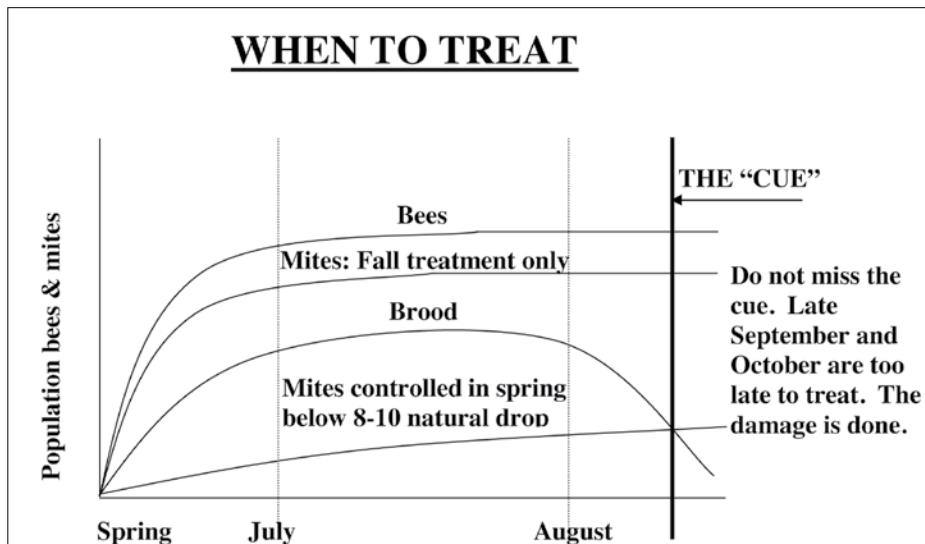 WHEN TO TREAT
THE “CUE”
Bees
Mites: Fall treatment only
Brood
Mites controlled in spring
below 8-10 natural drop
Do not miss the
cue. Late
September and
October are too
late to treat. The
damage is done.
Population bees & mites
Spring
July
August